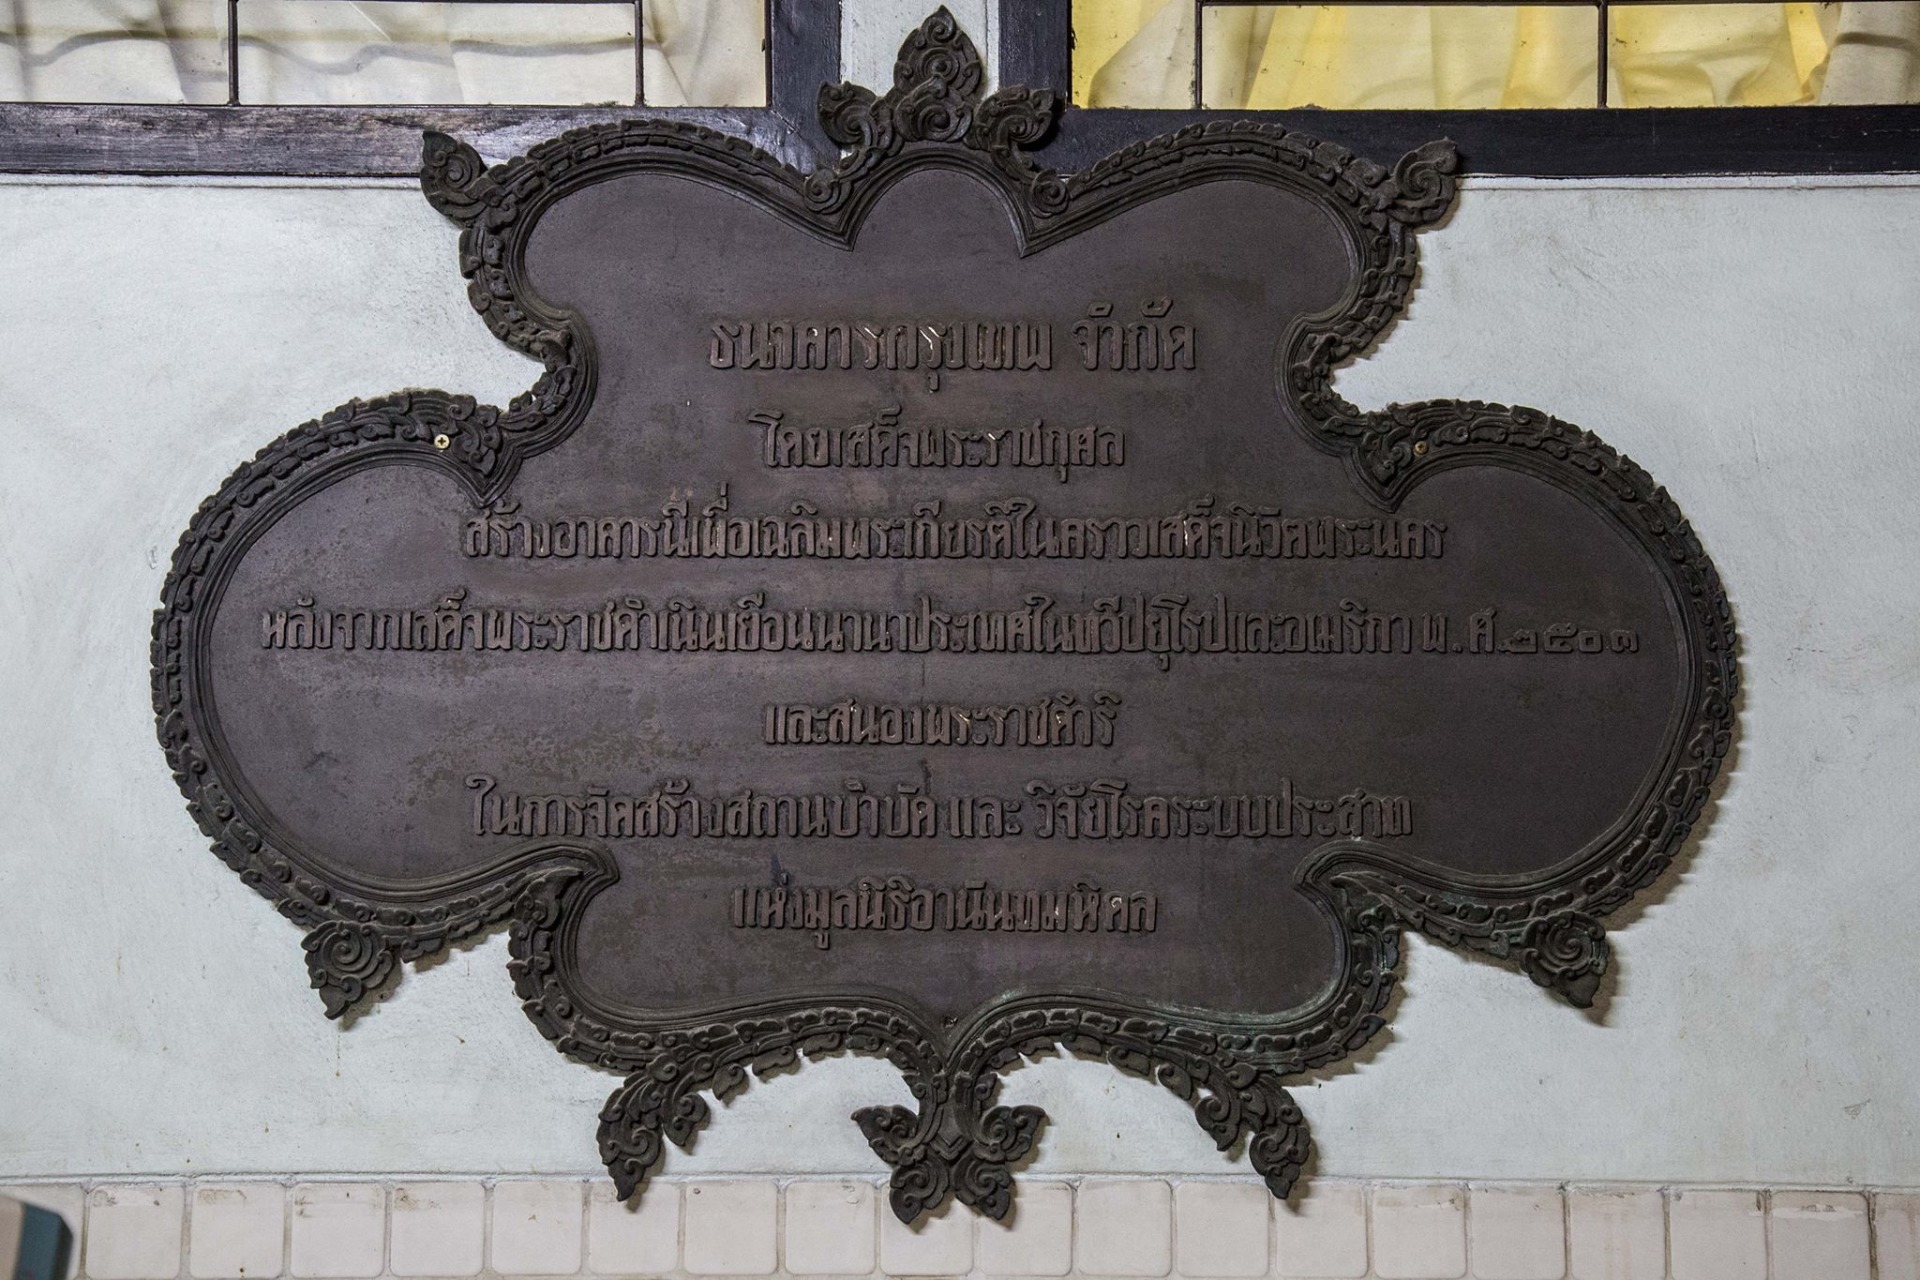 ธนาคารกรุงเทพ จำกัด
โดยเสด็จพระราชกุศล
สร้างอาคารนี้เพื่อเฉลิมพระเกียรติในคราวเสด็จนิวัตพระนคร
หลังจากเสด็จพระราชดำเนินเยือนนานาประเทศในทวีปยุโรปและอเมริกา พ.ศ.๒๕๐๓
และสนองพระราชดำริ
ในการจัดสร้างสถานบำบัด และ วิจัยโรคระบบประสาท
แห่งมูลนิธิอานันทมหิดล